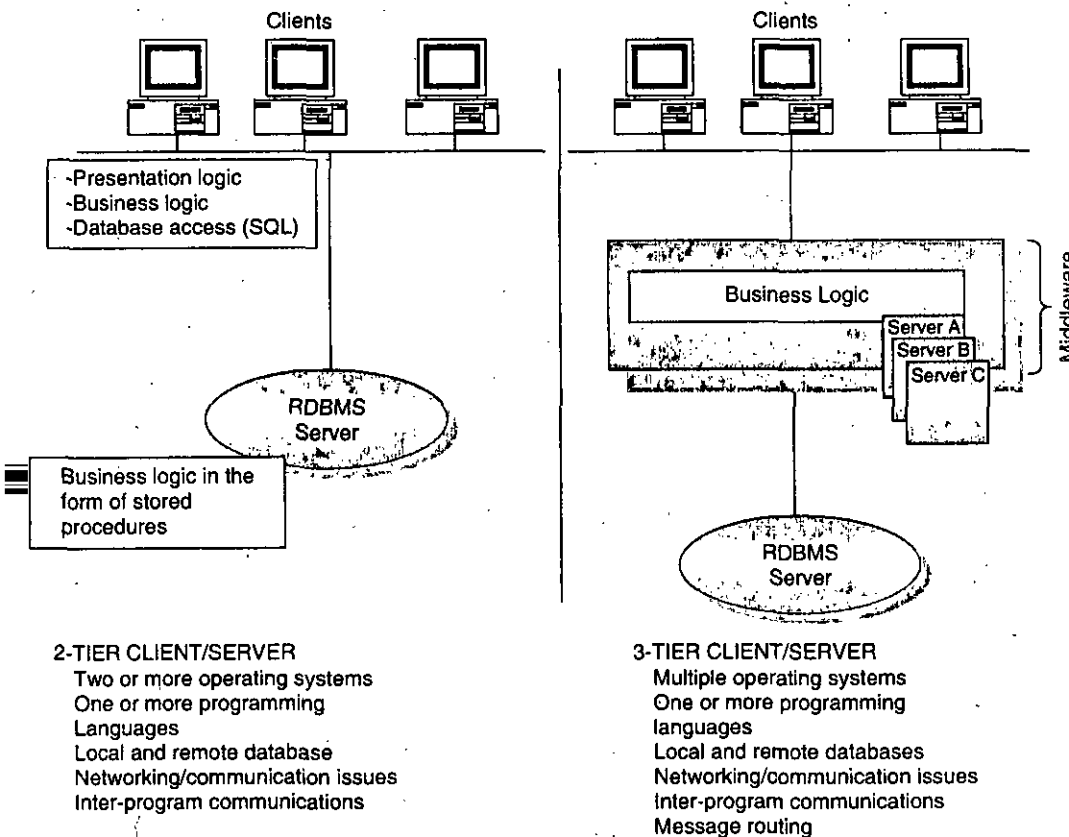 Clients
-Presentation logic
-Business logic
-Database access (SQL)
RDBMS
Server
Business logic in the
form of stored
procedures
2-TIER CLIENT/SERVER
Two or more operating systems
One or more programming
Languages
Local and remote database
Networking/communication issues
Inter-program communications
Clients
Business Logic
Server A
Server B
Server C
Middleware
RDBMS
Server
3-TIER CLIENT/SERVER
Multiple operating systems
One or more programming
languages
Local and remote databases
Networking/communication issues
Inter-program communications
Message routing